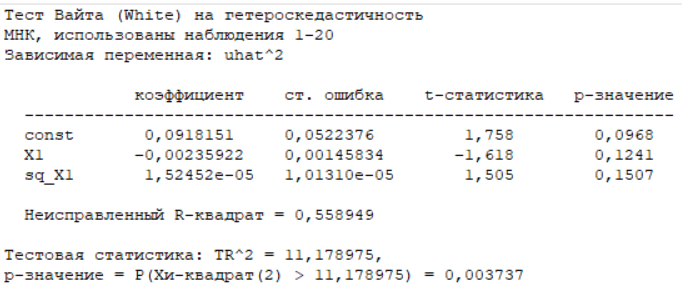 Тест Вайта (White) на гетероскедастичность
МНК, использованы наблюдения 1-20
Зависимая переменная: uhat^2
коэффициент ст. ошибка t-статистика p-значение
---------------------------------------------------------------
const 0,0918151 0,0522376 1,758 0,0968
X1 -0,00235922 0,00145834 -1,618 0,1241
sq_X1 1,52452e-05 1,01310e-05 1,505 0,1507
Неисправленный R-квадрат = 0,558949
Тестовая статистика: TR^2 = 11,178975,
p-значение = P(Хи-квадрат(2) > 11,178975) = 0,003737